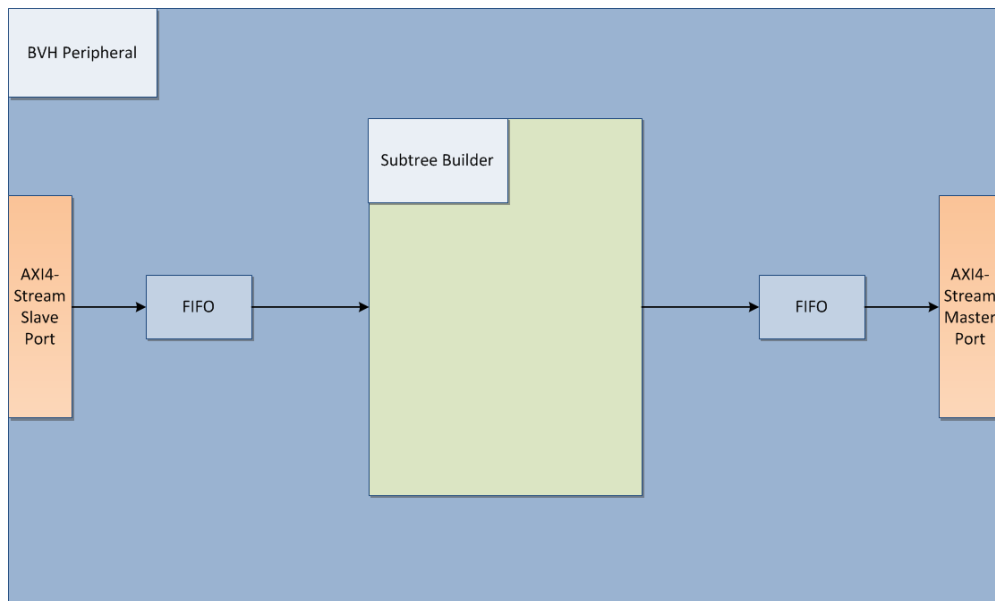 BVH Peripheral
Subtree Builder
AXI4-
Stream
Slave
Port
FIFO
FIFO
AXI4-
Stream
Master
Port